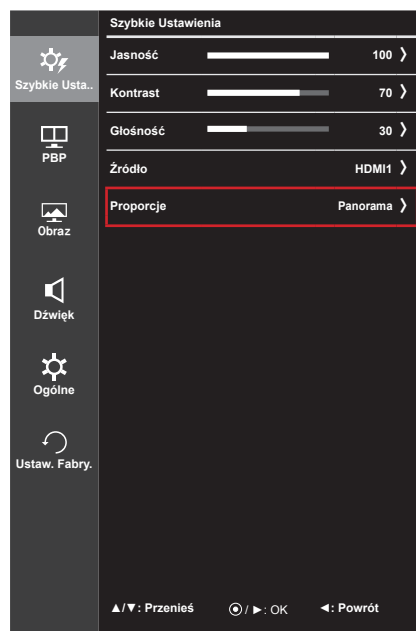 Szybkie Ustawienia
Szybkie Usta..
PBP
Obraz
Dźwięk
Ogólne
Ustaw. Fabry.
Jasność 100 ❭
Kontrast 70 ❭
Głośność 30 ❭
Źródło HDMI1 ❭
Proporcje Panorama ❭
▲/▼: Przenieś ⦿ / ►: OK ◄: Powrót